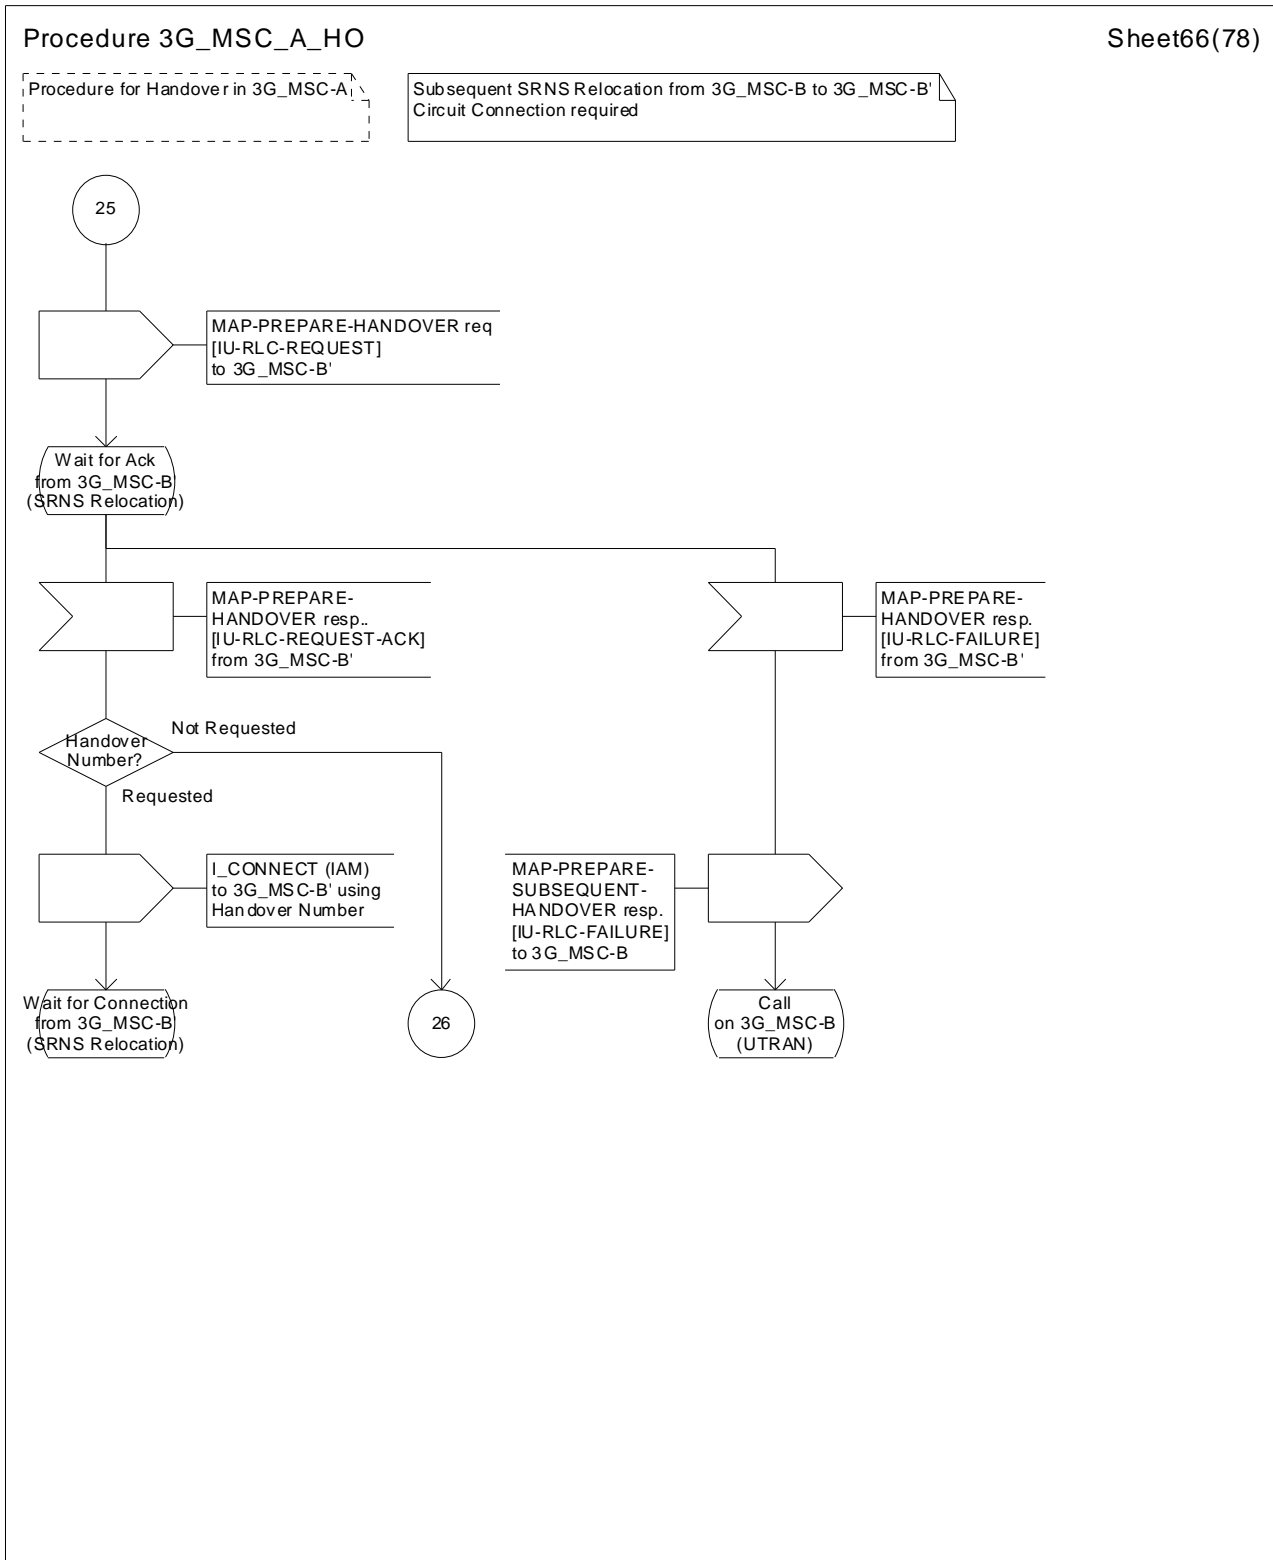 Procedure 3G_MSC_A_HO
Sheet66(78)
Procedure for Handover in 3G_MSC-A
Subsequent SRNS Relocation from 3G_MSC-B to 3G_MSC-B'
Circuit Connection required
25
MAP-PREPARE-HANDOVER req
[IU-RLC-REQUEST]
to 3G_MSC-B'
Wait for Ack
from 3G_MSC-B'
(SRNS Relocation)
MAP-PREPARE-
HANDOVER resp..
[IU-RLC-REQUEST-ACK]
from 3G_MSC-B'
MAP-PREPARE-
HANDOVER resp.
[IU-RLC-FAILURE]
from 3G_MSC-B'
Handover
Number?
Not Requested
Requested
I_CONNECT (IAM)
to 3G_MSC-B' using
Handover Number
MAP-PREPARE-
SUBSEQUENT-
HANDOVER resp.
[IU-RLC-FAILURE]
to 3G_MSC-B
Wait for Connection
from 3G_MSC-B'
(SRNS Relocation)
26
Call
on 3G_MSC-B
(UTRAN)